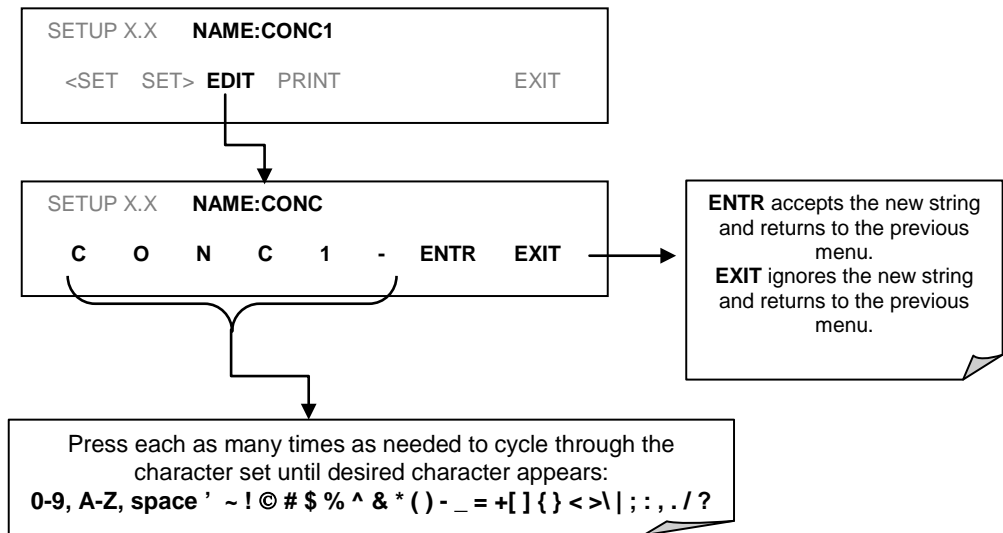 SETUP X.X NAME:CONC1
<SET SET> EDIT PRINT EXIT
SETUP X.X NAME:CONC
C O N C 1 - ENTR EXIT
ENTR accepts the new string
and returns to the previous
menu.
EXIT ignores the new string
and returns to the previous
menu.
Press each as many times as needed to cycle through the
character set until desired character appears:
0-9, A-Z, space ’ ~ ! © # $ % ^ & * ( ) - _ = +[ ] { } < >\ | ; : , . / ?